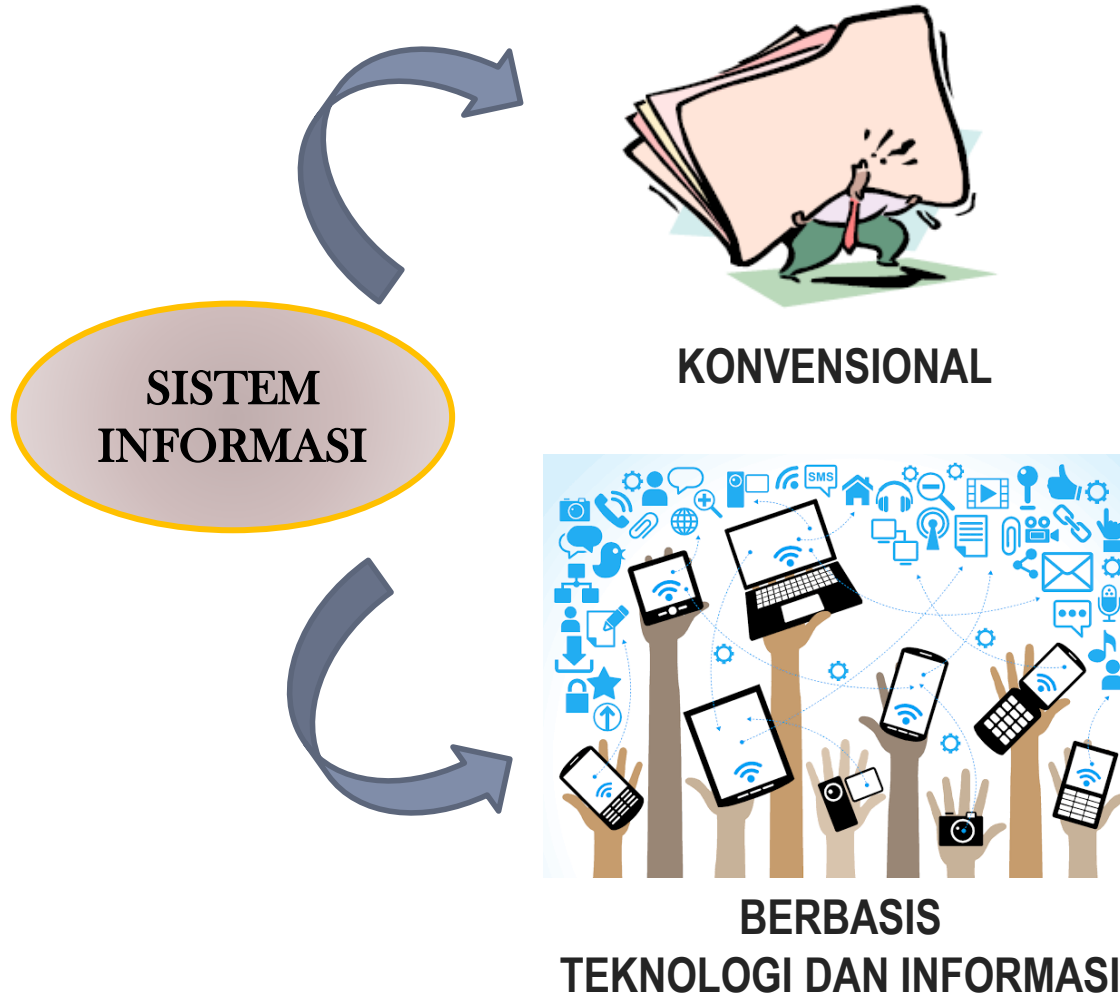 SISTEM
INFORMASI
KONVENSIONAL
SMS
BERBASIS
TEKNOLOGI DAN INFORMASI